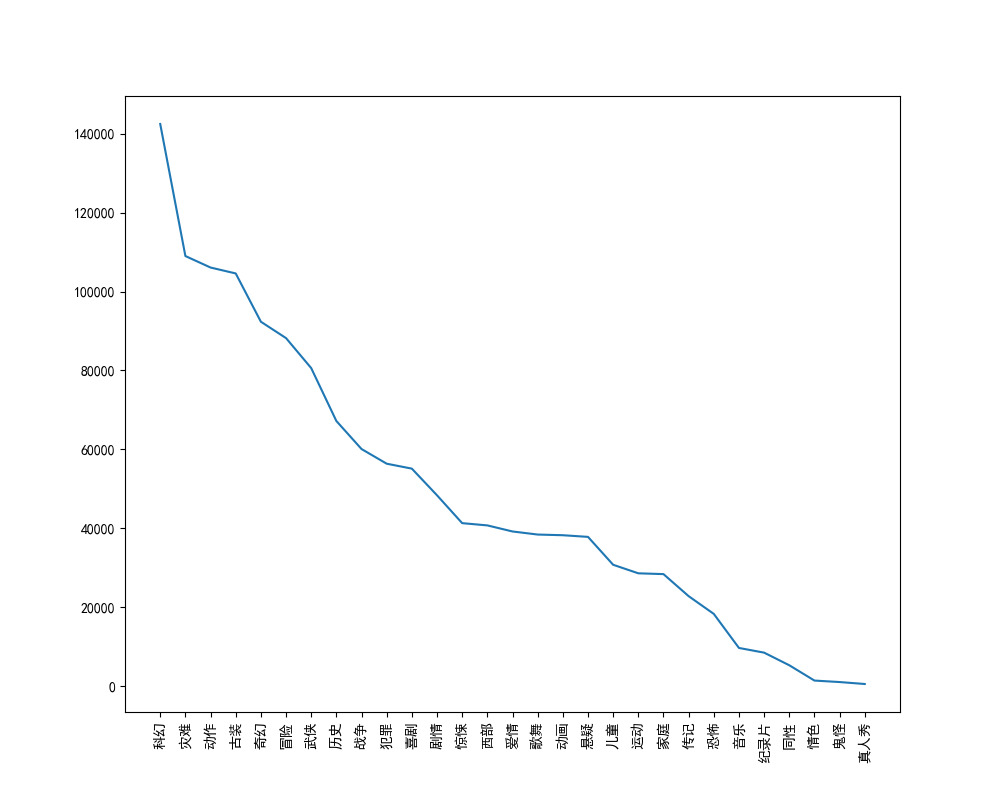 140000
120000
100000
80000
60000
40000
20000
0
科幻
灾难
动作
古装
奇幻
冒险
武侠
历史
战争
犯罪
喜剧
剧情
惊悚
西部
爱情
歌舞
动画
悬疑
儿童
运动
家庭
传记
恐怖
音乐
纪录片
同性
情色
鬼怪
真人秀